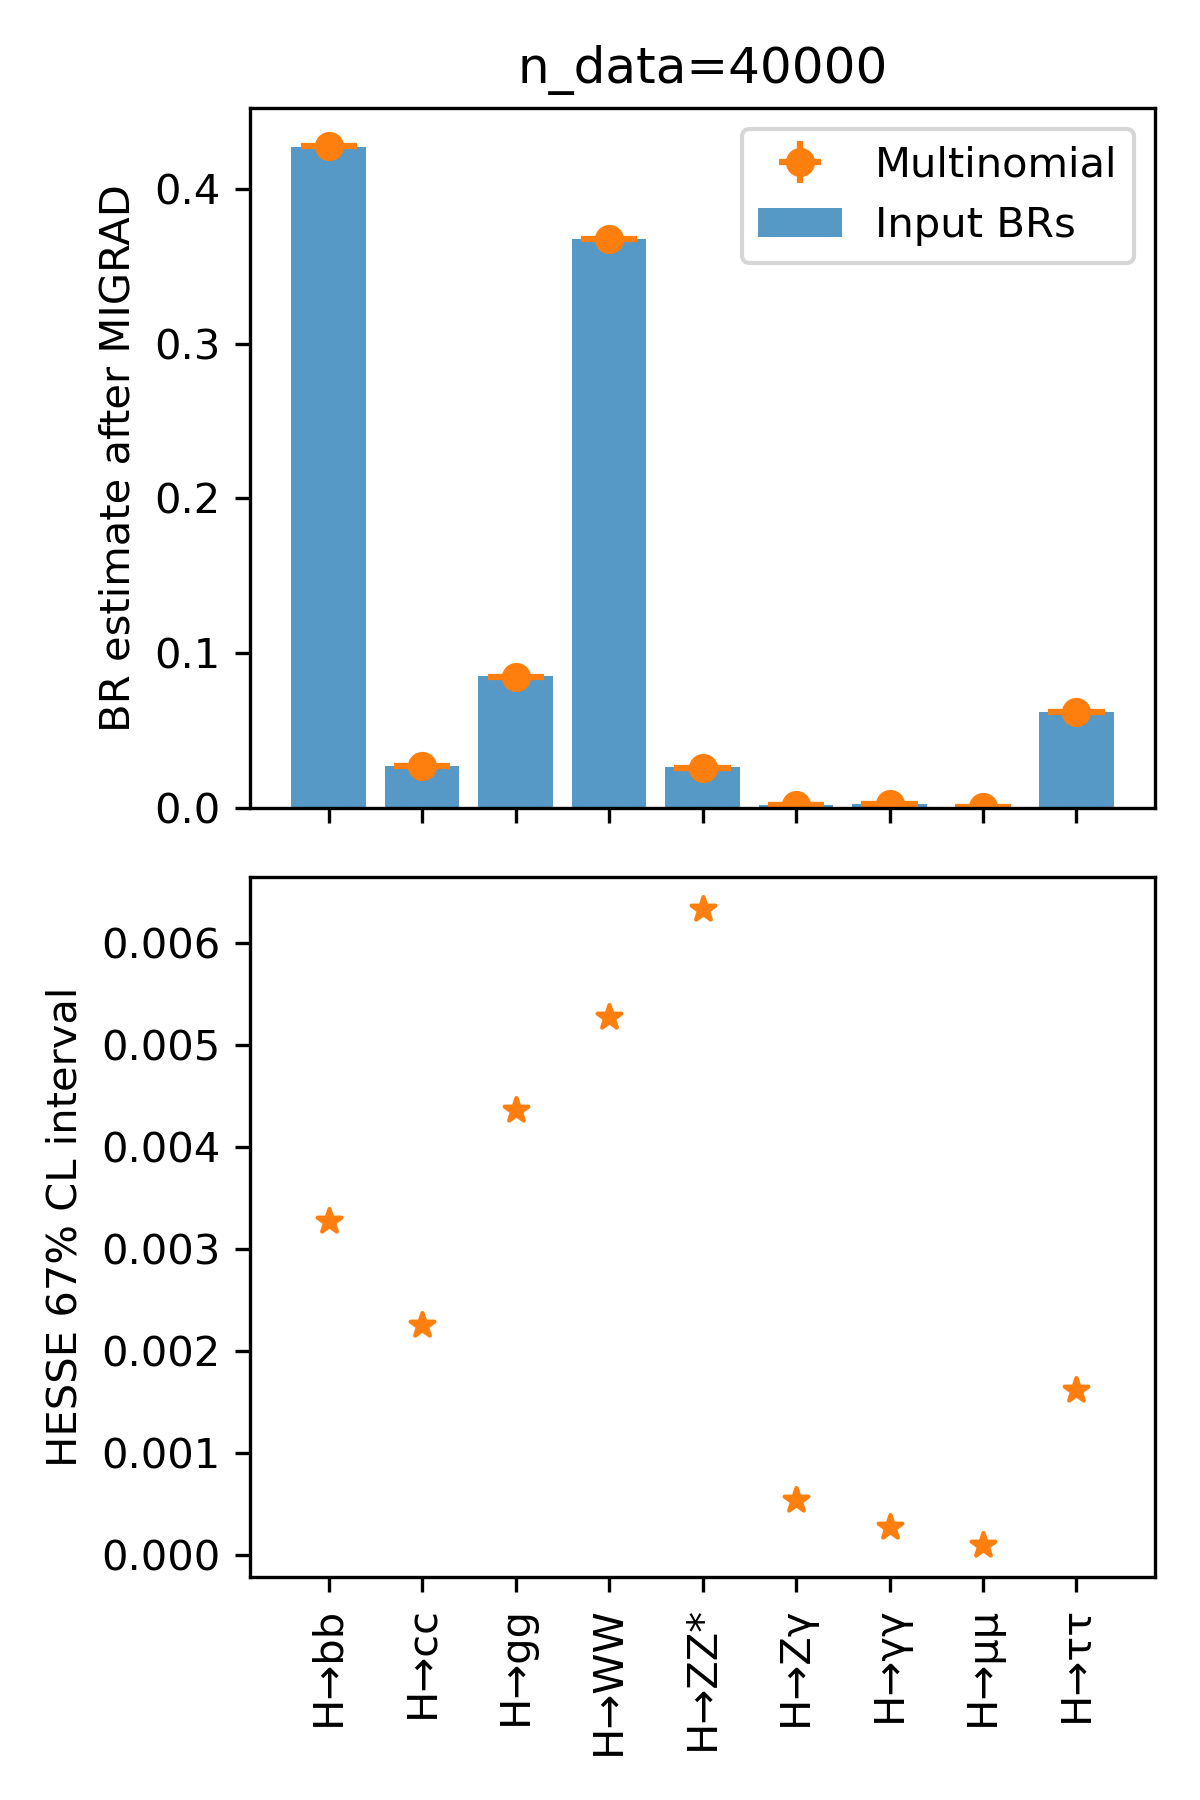 n_data=40000
BR estimate after MIGRAD
0.4
0.3
0.2
0.1
0.0
Multinomial
Input BRs
HESSE 67% CL interval
0.006
0.005
0.004
0.003
0.002
0.001
0.000
H→bb
H→cc
H→gg
H→WW
H→ZZ*
H→Zγ
H→γγ
H→μμ
H→ττ